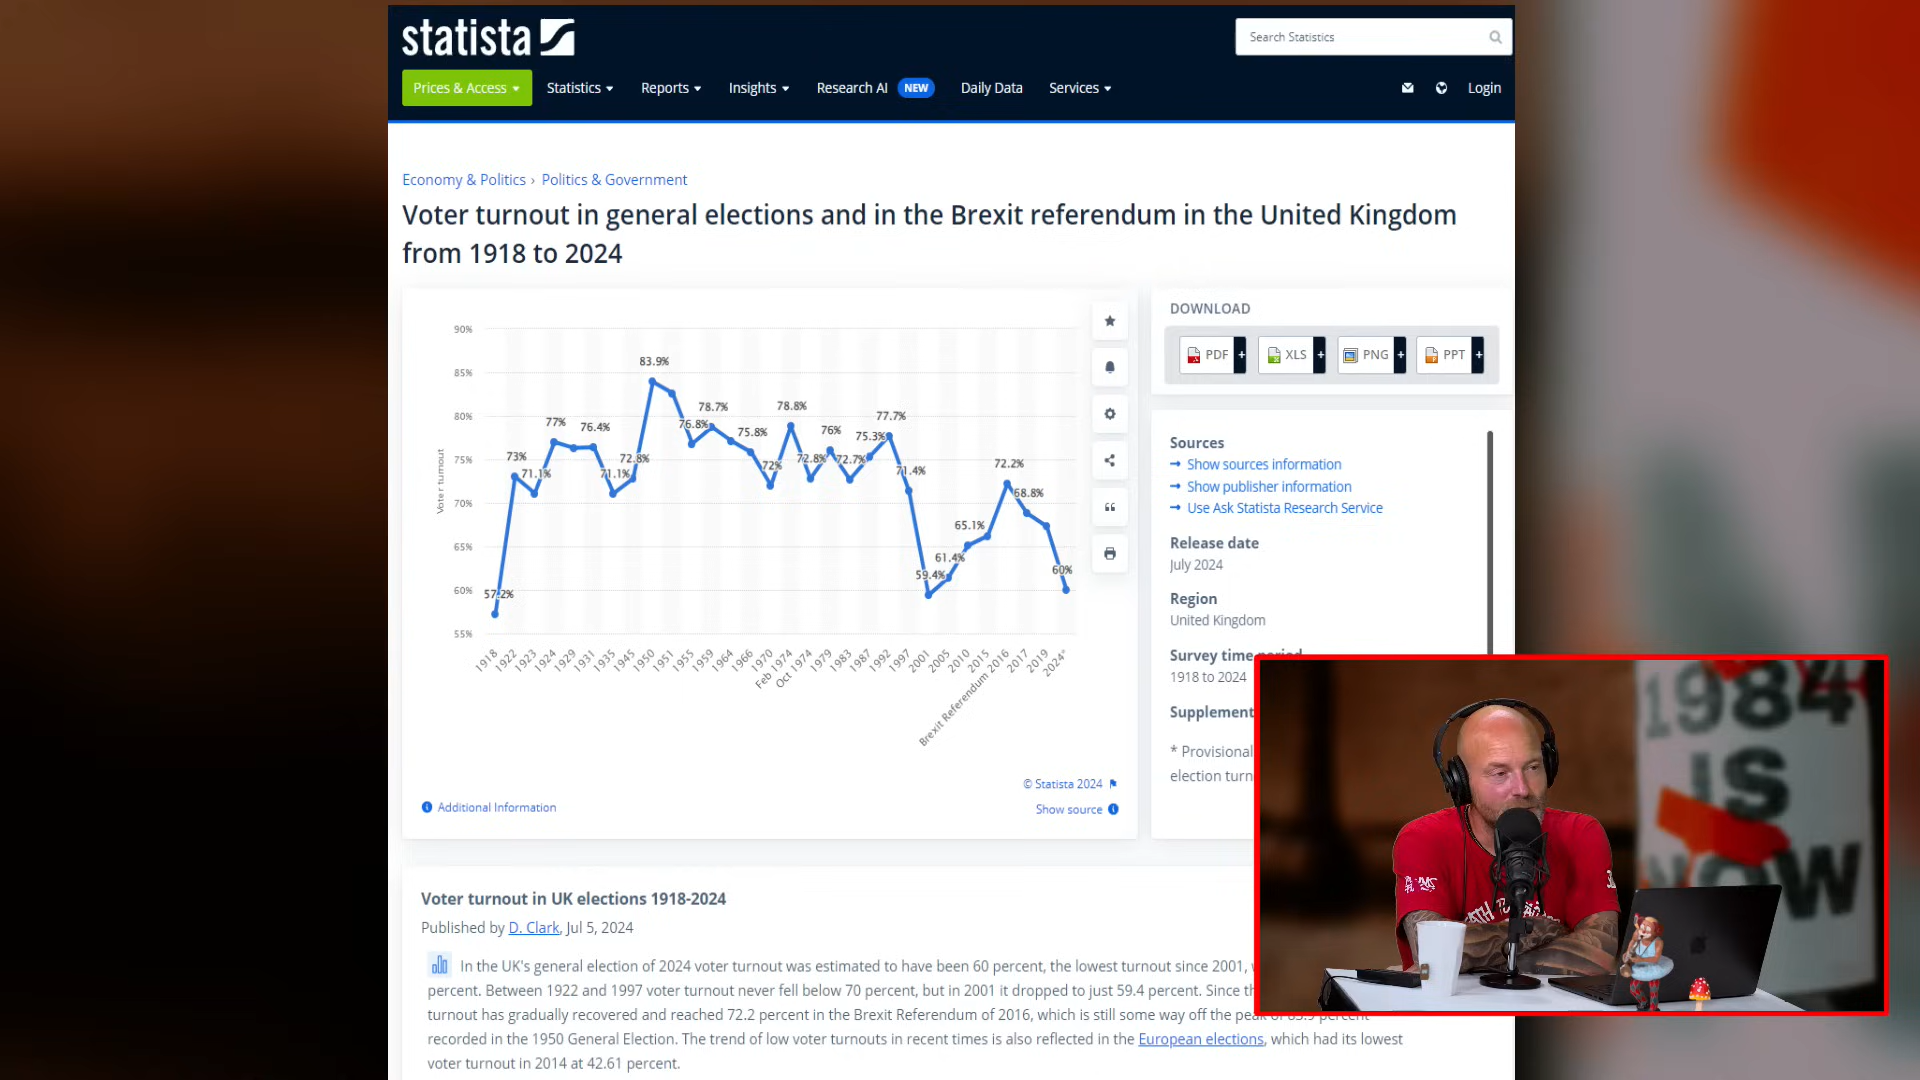 statista
Search Statistics
Prices & Access
Statistics
Reports
Insights
Research AI NEW
Daily Data
Services
Login
Economy & Politics › Politics & Government
Voter turnout in general elections and in the Brexit referendum in the United Kingdom
from 1918 to 2024
DOWNLOAD
PDF +
XLS +
PNG +
PPT +
Voter turnout
90%
85%
80%
75%
70%
65%
60%
55%
57.2%
73%
71.1%
77%
76.4%
71.1%
72.8%
83.9%
76.8%
78.7%
75.8%
72%
78.8%
72.8%
76%
72.7%
75.3%
77.7%
71.4%
59.4%
61.4%
65.1%
72.2%
68.8%
60%
1918
1922
1923
1924
1929
1931
1935
1945
1950
1951
1955
1959
1964
1966
1970
Feb 1974
Oct 1974
1979
1983
1987
1992
1997
2001
2005
2010
2015
Brexit Referendum 2016
2017
2019
2024*
© Statista 2024
Additional Information
Show source
Sources
→ Show sources information
→ Show publisher information
→ Use Ask Statista Research Service
Release date
July 2024
Region
United Kingdom
Survey time period
1918 to 2024
Supplement
* Provisional
election turn
Voter turnout in UK elections 1918-2024
Published by D. Clark, Jul 5, 2024
In the UK's general election of 2024 voter turnout was estimated to have been 60 percent, the lowest turnout since 2001,
percent. Between 1922 and 1997 voter turnout never fell below 70 percent, but in 2001 it dropped to just 59.4 percent. Since
turnout has gradually recovered and reached 72.2 percent in the Brexit Referendum of 2016, which is still some way off the peak of 83.9 percent
recorded in the 1950 General Election. The trend of low voter turnouts in recent times is also reflected in the European elections, which had its lowest
voter turnout in 2014 at 42.61 percent.
1984
IS
NOW